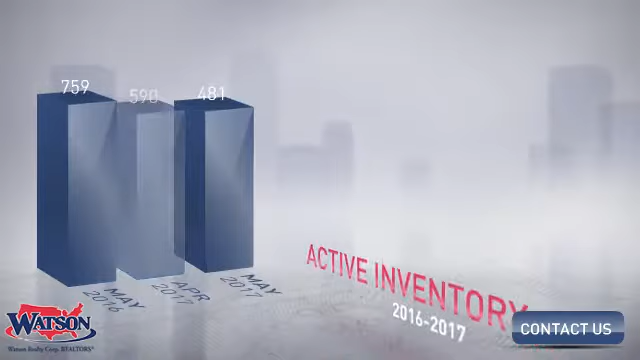 759
590
481
MAY
2016
APR
2017
MAY
2017
ACTIVE INVENTORY
2016-2017
WATSON
Watson Realty Corp. REALTORS®
CONTACT US